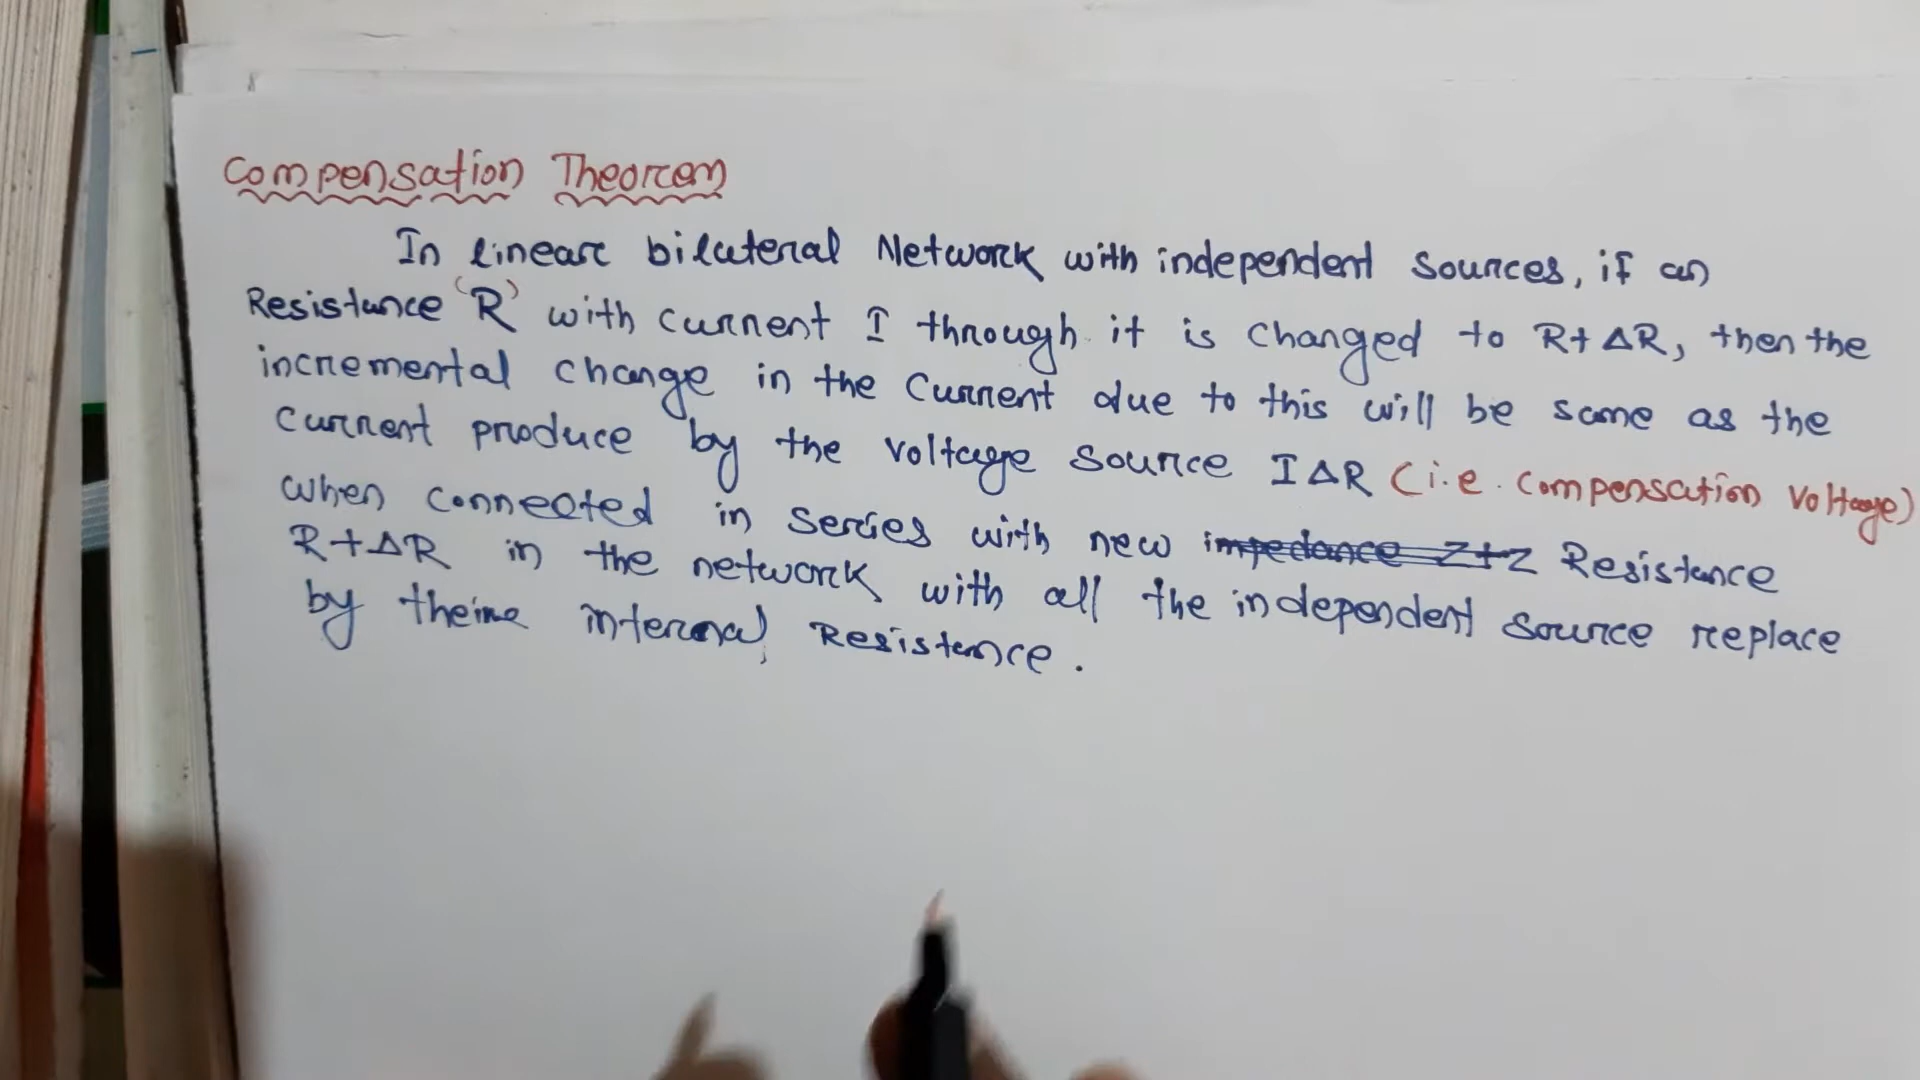 Compensation Theorem
In linear bilateral Network with independent Sources, if an
Resistance 'R' with current I through it is changed to R+ΔR, then the
incremental change in the current due to this will be same as the
current produce by the voltage source IΔR (i.e. compensation voltage)
when connected in series with new impedance Z+Z Resistance
R+ΔR in the network with all the independent source replace
by internal Resistance.